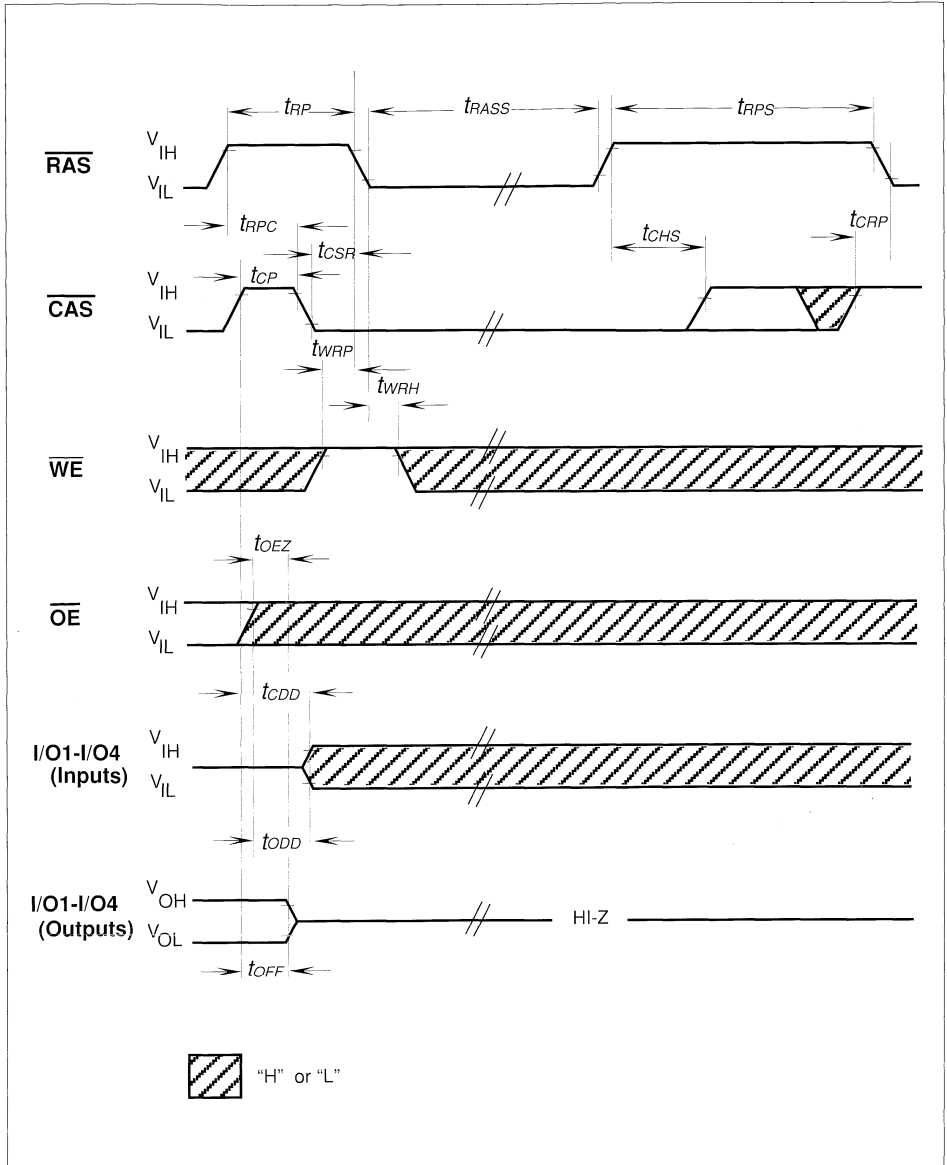 tRP tRASS tRPS
RAS VIH
VIL
tRPC tCSR tCHS tCRP
tCP
CAS VIH
VIL
tWRP
tWRH
WE VIH
VIL
tOEZ
OE VIH
VIL
tCDD
I/O1-I/O4 VIH
(Inputs) VIL
tODD
I/O1-I/O4 VOH
(Outputs) VOL
HI-Z
tOFF
"H" or "L"